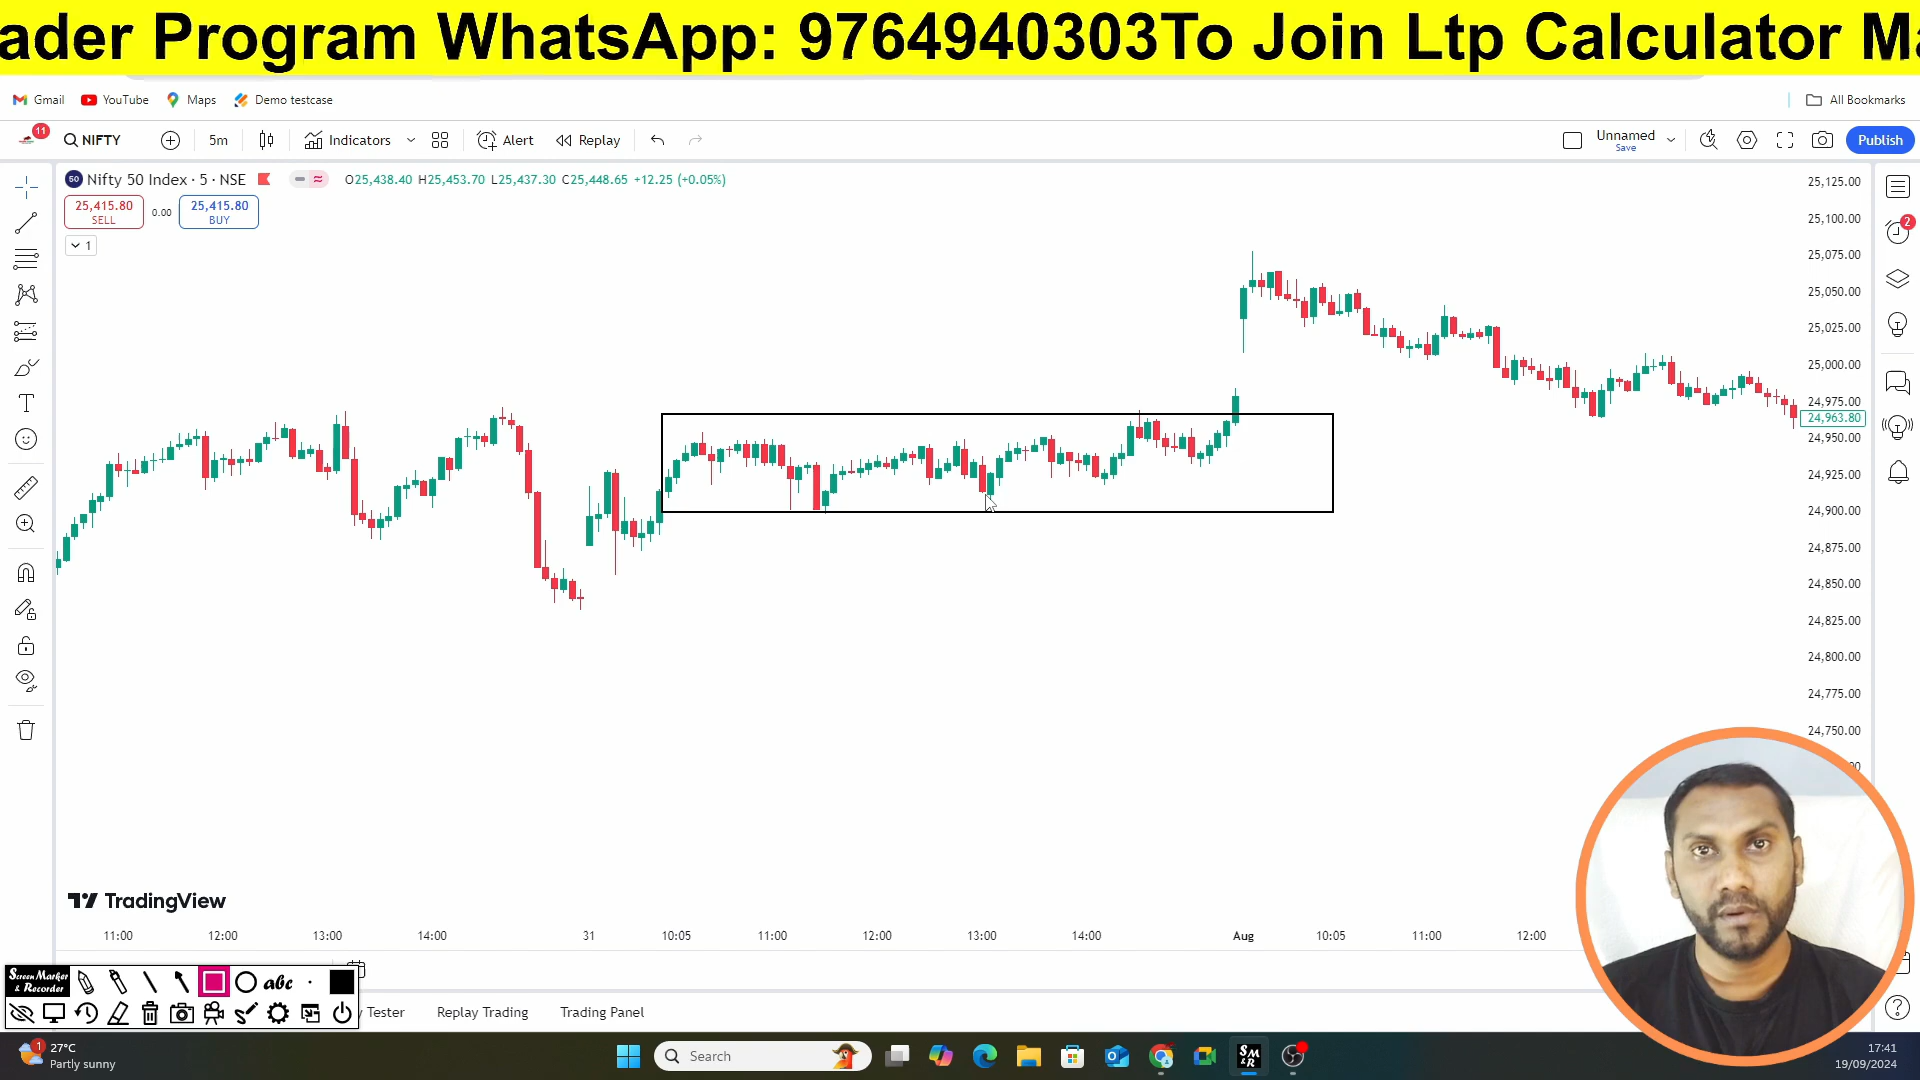 ader Program WhatsApp: 9764940303To Join Ltp Calculator Ma
Gmail YouTube Maps Demo testcase All Bookmarks
11 NIFTY 5m Indicators Alert Replay Unnamed Save Publish
50 Nifty 50 Index · 5 · NSE O25,438.40 H25,453.70 L25,437.30 C25,448.65 +12.25 (+0.05%)
25,415.80 SELL 0.00 25,415.80 BUY
1
2
25,125.00
25,100.00
25,075.00
25,050.00
25,025.00
25,000.00
24,975.00
24,963.80
24,950.00
24,925.00
24,900.00
24,875.00
24,850.00
24,825.00
24,800.00
24,775.00
24,750.00
TradingView
11:00 12:00 13:00 14:00 31 10:05 11:00 12:00 13:00 14:00 Aug 10:05 11:00 12:00
Screen Marker & Recorder abc
Tester Replay Trading Trading Panel
1 27°C
Partly sunny
Search
SM &R
17:41
19/09/2024